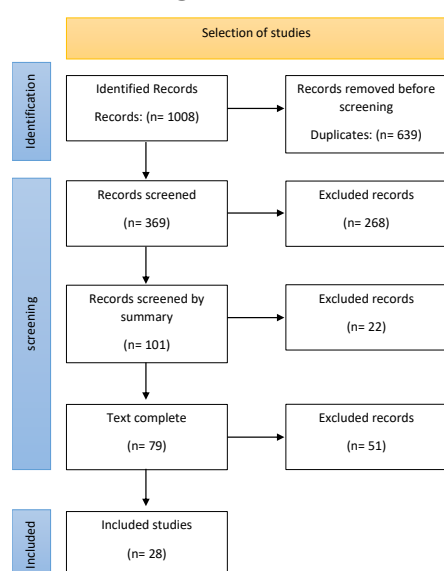 Selection of studies
Identification
Identified Records
Records: (n= 1008)
Records removed before
screening
Duplicates: (n= 639)
screening
Records screened
(n= 369)
Excluded records
(n= 268)
Records screened by
summary
(n= 101)
Excluded records
(n= 22)
Text complete
(n= 79)
Excluded records
(n= 51)
Included
Included studies
(n= 28)